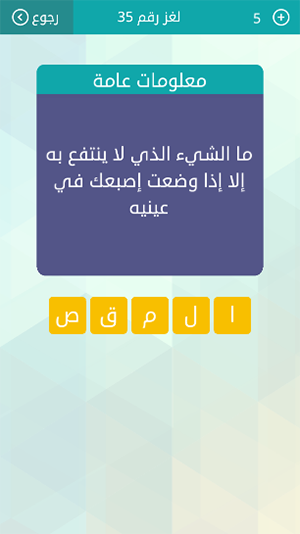 رجوع
لغز رقم 35
5
معلومات عامة
ما الشيء الذي لا ينتفع به
إلا إذا وضعت إصبعك في
عينيه
ا ل م ق ص